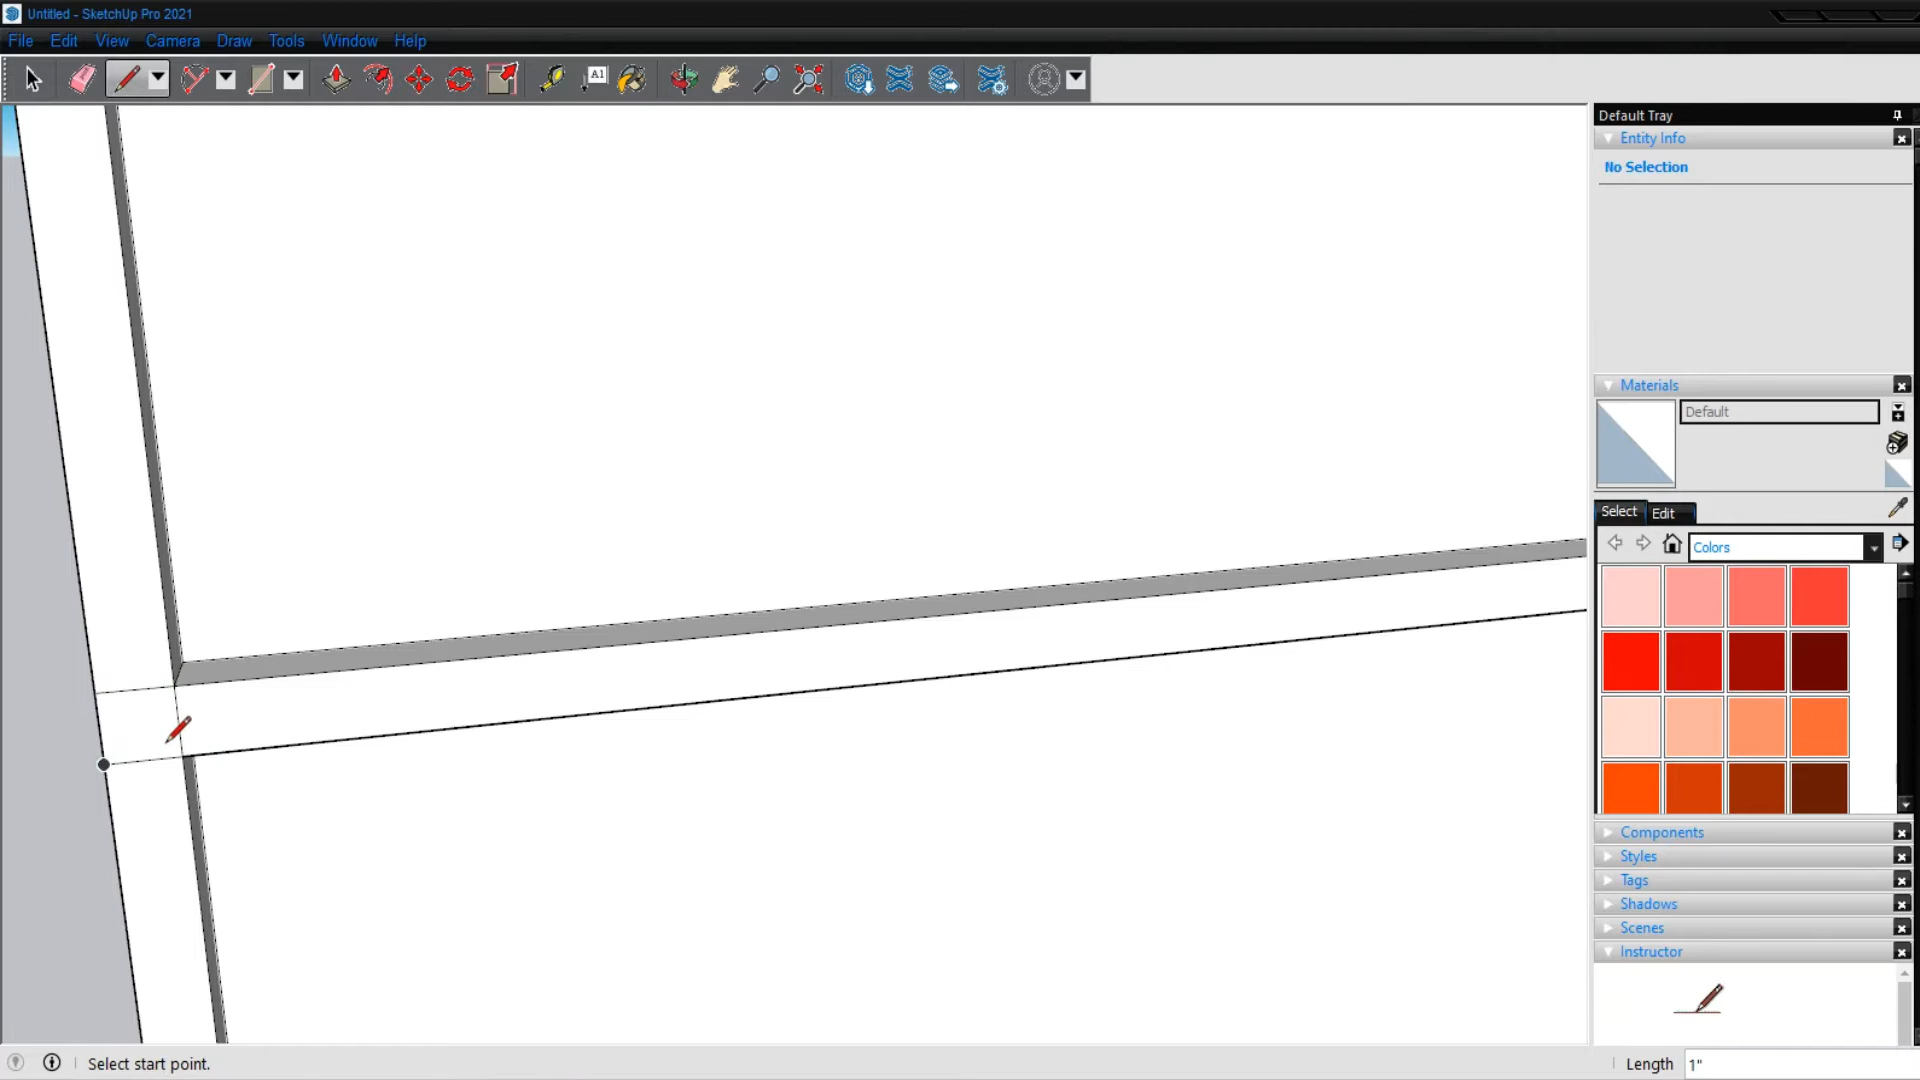 Untitled - SketchUp Pro 2021
File Edit View Camera Draw Tools Window Help
A1
Default Tray
Entity Info
No Selection
Materials
Default
Select Edit
Colors
Components
Styles
Tags
Shadows
Scenes
Instructor
Select start point.
Length 1"